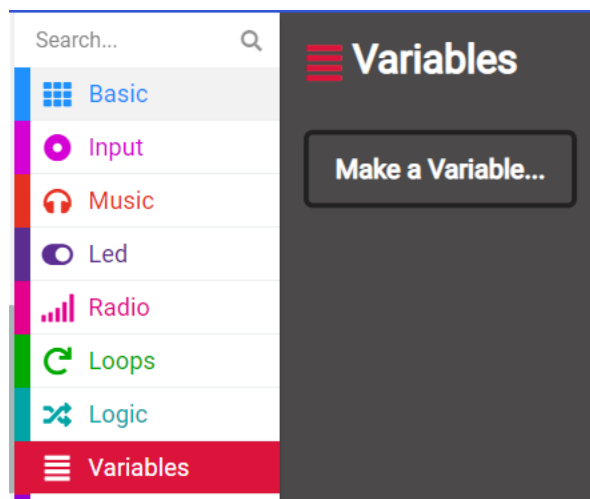 Search...
Basic
Input
Music
Led
Radio
Loops
Logic
Variables
Variables
Make a Variable...